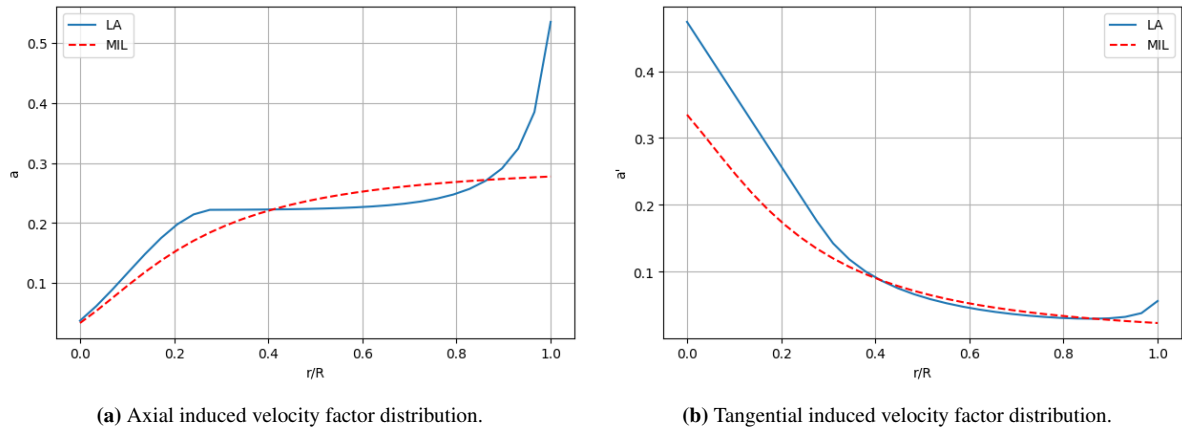 LA
MIL
0.5
0.4
0.3
0.2
0.1
a
0.0 0.2 0.4 0.6 0.8 1.0
r/R
(a) Axial induced velocity factor distribution.
LA
MIL
0.4
0.3
0.2
0.1
a'
0.0 0.2 0.4 0.6 0.8 1.0
r/R
(b) Tangential induced velocity factor distribution.